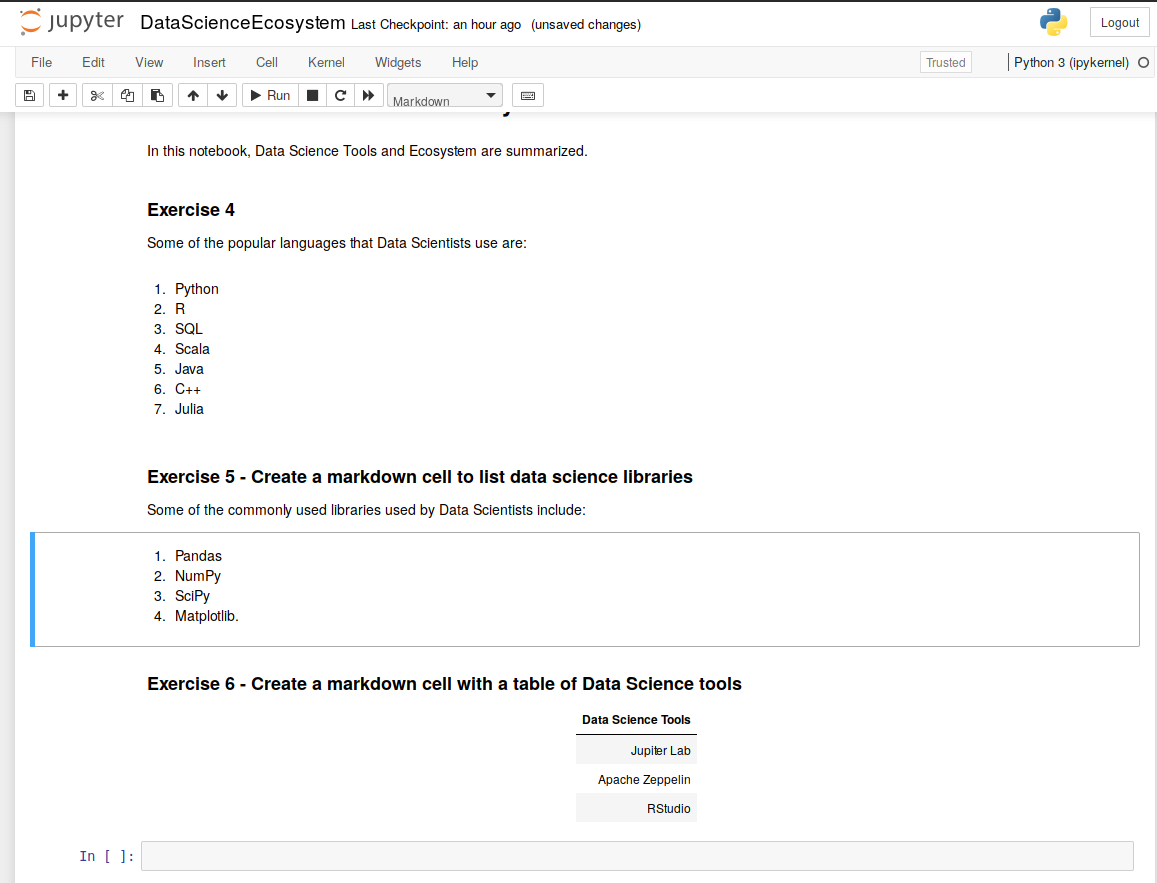 jupyter DataScienceEcosystem Last Checkpoint: an hour ago (unsaved changes) Logout
File Edit View Insert Cell Kernel Widgets Help Trusted Python 3 (ipykernel)
Run Markdown
In this notebook, Data Science Tools and Ecosystem are summarized.
Exercise 4
Some of the popular languages that Data Scientists use are:
1. Python
2. R
3. SQL
4. Scala
5. Java
6. C++
7. Julia
Exercise 5 - Create a markdown cell to list data science libraries
Some of the commonly used libraries used by Data Scientists include:
1. Pandas
2. NumPy
3. SciPy
4. Matplotlib.
Exercise 6 - Create a markdown cell with a table of Data Science tools
Data Science Tools
Jupiter Lab
Apache Zeppelin
RStudio
In [ ]: